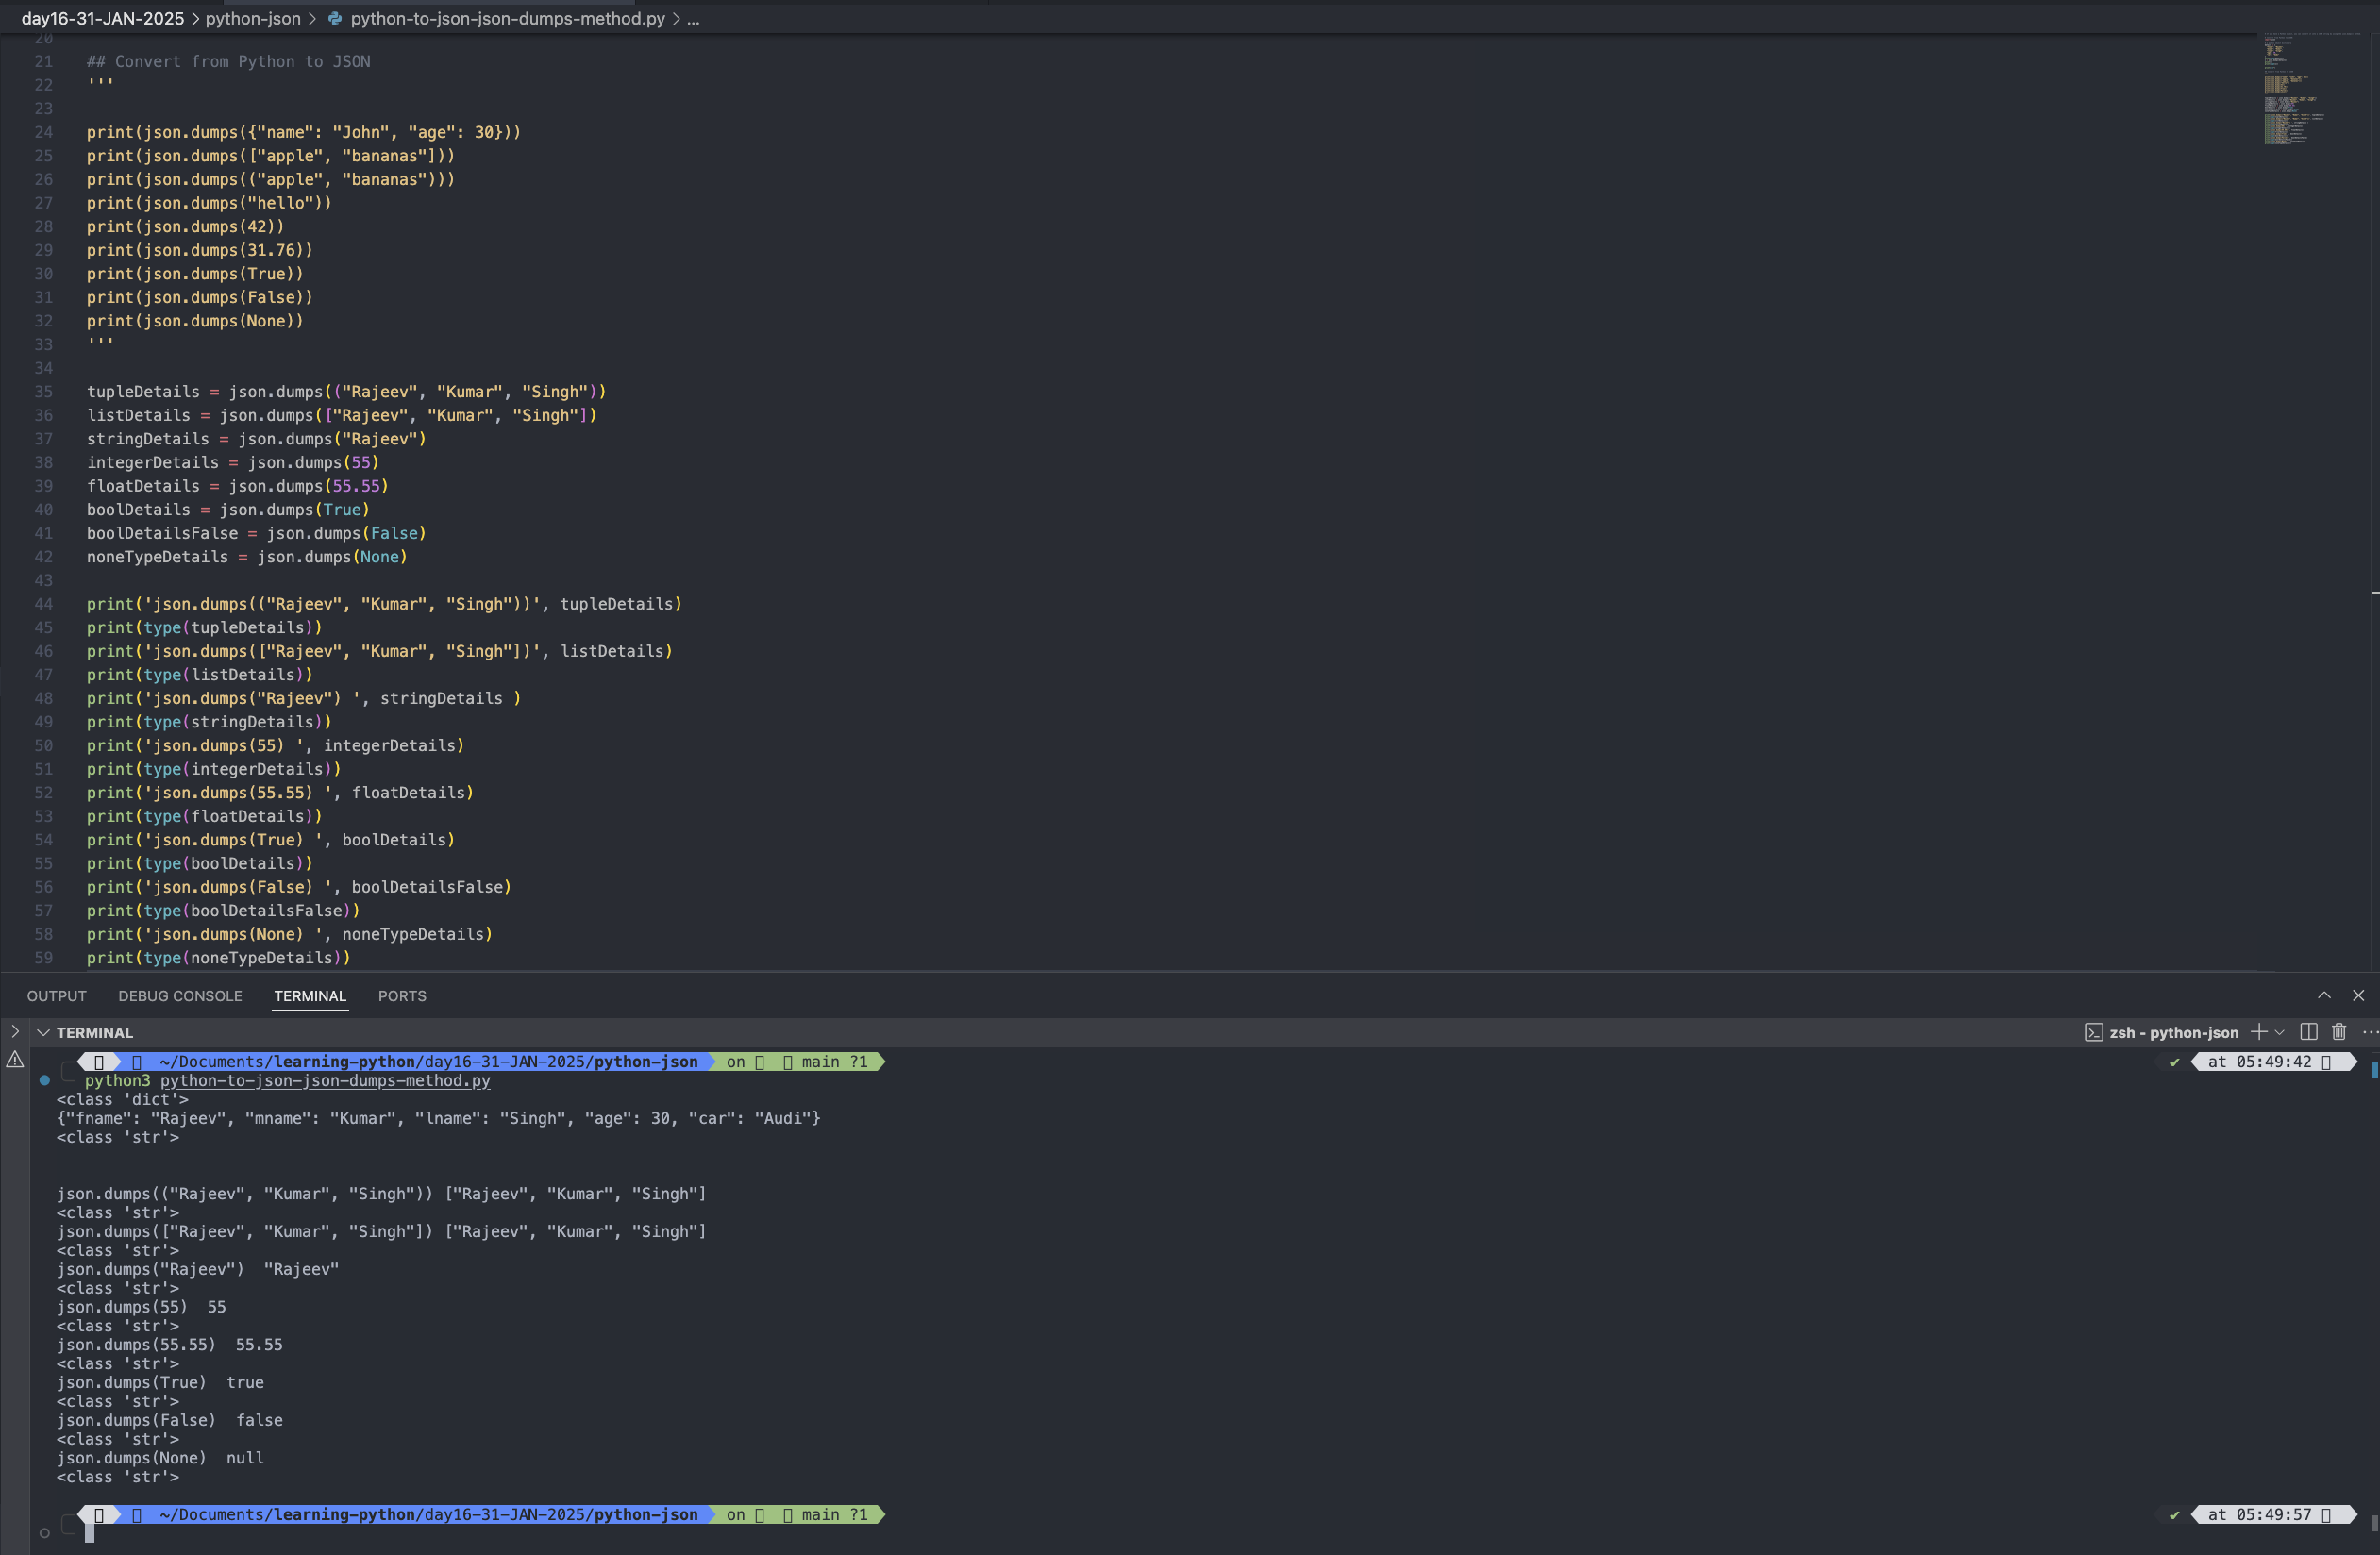 day16-31-JAN-2025 > python-json > python-to-json-json-dumps-method.py > ...
20
21 ## Convert from Python to JSON
22 '''
23
24 print(json.dumps({"name": "John", "age": 30}))
25 print(json.dumps(["apple", "bananas"]))
26 print(json.dumps(("apple", "bananas")))
27 print(json.dumps("hello"))
28 print(json.dumps(42))
29 print(json.dumps(31.76))
30 print(json.dumps(True))
31 print(json.dumps(False))
32 print(json.dumps(None))
33 '''
34
35 tupleDetails = json.dumps(("Rajeev", "Kumar", "Singh"))
36 listDetails = json.dumps(["Rajeev", "Kumar", "Singh"])
37 stringDetails = json.dumps("Rajeev")
38 integerDetails = json.dumps(55)
39 floatDetails = json.dumps(55.55)
40 boolDetails = json.dumps(True)
41 boolDetailsFalse = json.dumps(False)
42 noneTypeDetails = json.dumps(None)
43
44 print('json.dumps(("Rajeev", "Kumar", "Singh"))', tupleDetails)
45 print(type(tupleDetails))
46 print('json.dumps(["Rajeev", "Kumar", "Singh"])', listDetails)
47 print(type(listDetails))
48 print('json.dumps("Rajeev") ', stringDetails )
49 print(type(stringDetails))
50 print('json.dumps(55) ', integerDetails)
51 print(type(integerDetails))
52 print('json.dumps(55.55) ', floatDetails)
53 print(type(floatDetails))
54 print('json.dumps(True) ', boolDetails)
55 print(type(boolDetails))
56 print('json.dumps(False) ', boolDetailsFalse)
57 print(type(boolDetailsFalse))
58 print('json.dumps(None) ', noneTypeDetails)
59 print(type(noneTypeDetails))
OUTPUT DEBUG CONSOLE TERMINAL PORTS
TERMINAL zsh - python-json
~/Documents/learning-python/day16-31-JAN-2025/python-json on main ?1 ✔ at 05:49:42
python3 python-to-json-json-dumps-method.py
<class 'dict'>
{"fname": "Rajeev", "mname": "Kumar", "lname": "Singh", "age": 30, "car": "Audi"}
<class 'str'>
json.dumps(("Rajeev", "Kumar", "Singh")) ["Rajeev", "Kumar", "Singh"]
<class 'str'>
json.dumps(["Rajeev", "Kumar", "Singh"]) ["Rajeev", "Kumar", "Singh"]
<class 'str'>
json.dumps("Rajeev")  "Rajeev"
<class 'str'>
json.dumps(55)  55
<class 'str'>
json.dumps(55.55)  55.55
<class 'str'>
json.dumps(True)  true
<class 'str'>
json.dumps(False)  false
<class 'str'>
json.dumps(None)  null
<class 'str'>
~/Documents/learning-python/day16-31-JAN-2025/python-json on main ?1 ✔ at 05:49:57